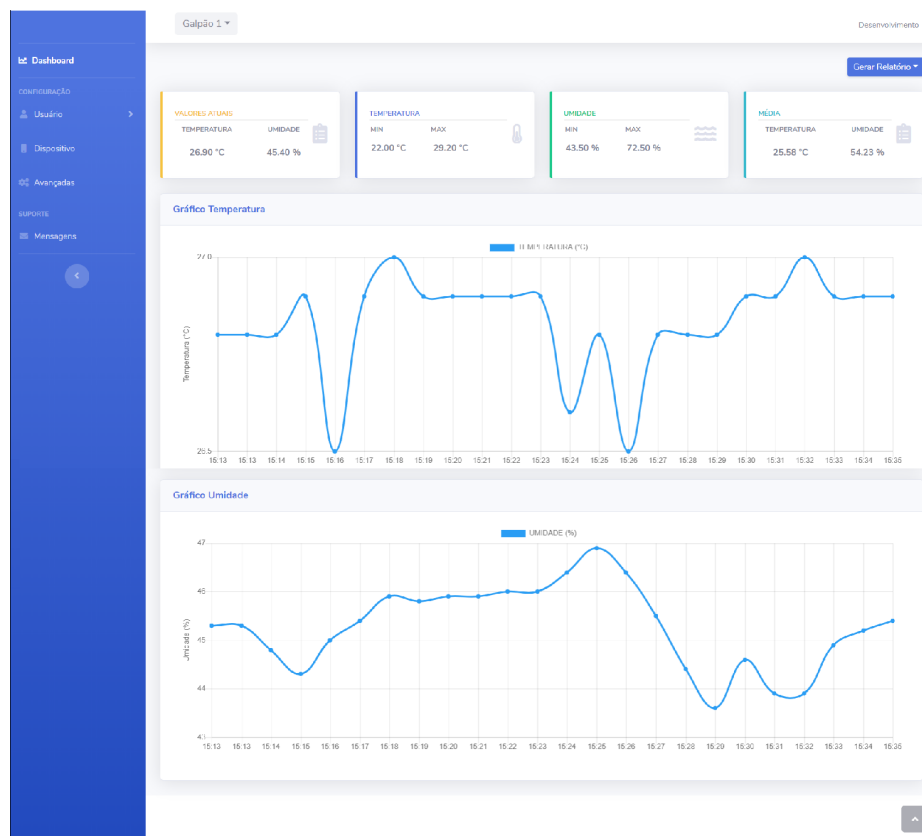 Galpão 1
Desenvolvimento
Dashboard
Gerar Relatório
CONFIGURAÇÃO
Usuário
Dispositivo
Avançadas
SUPORTE
Mensagens
VALORES ATUAIS
TEMPERATURA UMIDADE
26.90 °C 45.40 %
TEMPERATURA
MIN MAX
22.00 °C 29.20 °C
UMIDADE
MIN MAX
43.50 % 72.50 %
MÉDIA
TEMPERATURA UMIDADE
25.58 °C 54.23 %
Gráfico Temperatura
TEMPERATURA (°C)
27.0
Temperatura (°C)
15:13 15:13 15:14 15:15 15:16 15:17 15:18 15:19 15:20 15:21 15:22 15:23 15:24 15:25 15:26 15:27 15:28 15:29 15:30 15:31 15:32 15:33 15:34 15:35
Gráfico Umidade
UMIDADE (%)
47
46
45
Umidade (%)
44
43
15:13 15:13 15:14 15:15 15:16 15:17 15:18 15:19 15:20 15:21 15:22 15:23 15:24 15:25 15:26 15:27 15:28 15:29 15:30 15:31 15:32 15:33 15:34 15:35